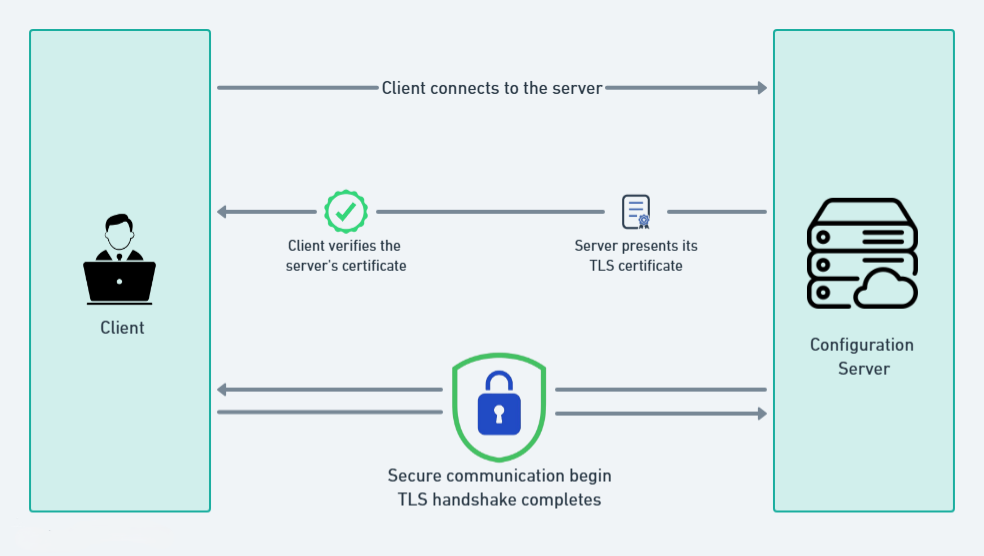 Client connects to the server
Client verifies the
server's certificate
Server presents its
TLS certificate
Client
Configuration
Server
Secure communication begin
TLS handshake completes